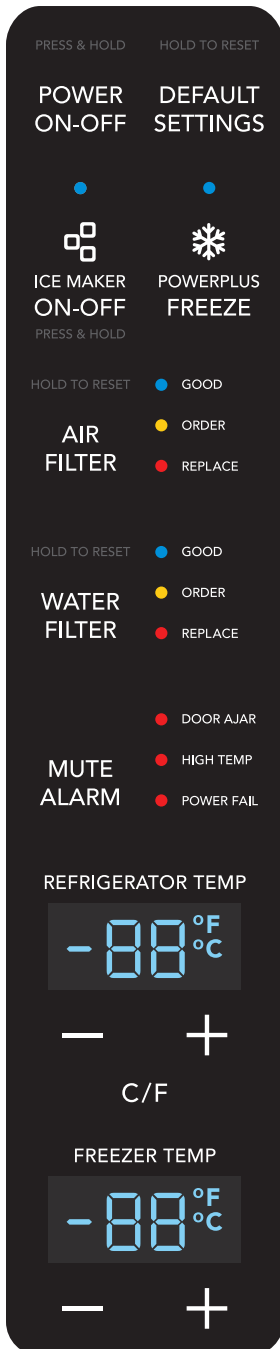 PRESS & HOLD
HOLD TO RESET
POWER
ON-OFF
DEFAULT
SETTINGS
ICE MAKER
ON-OFF
PRESS & HOLD
POWERPLUS
FREEZE
HOLD TO RESET
AIR
FILTER
GOOD
ORDER
REPLACE
HOLD TO RESET
WATER
FILTER
GOOD
ORDER
REPLACE
MUTE
ALARM
DOOR AJAR
HIGH TEMP
POWER FAIL
REFRIGERATOR TEMP
-88 °F
°C
− +
C/F
FREEZER TEMP
-88 °F
°C
− +